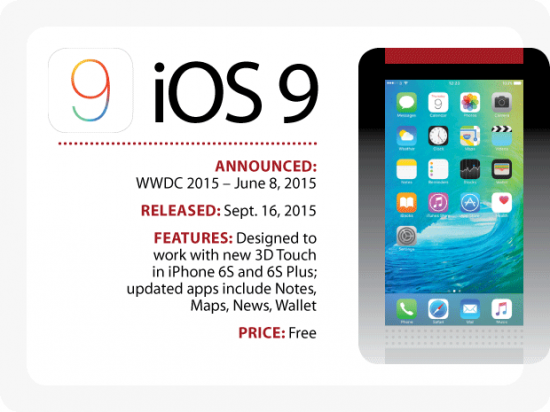 9
iOS 9
ANNOUNCED:
WWDC 2015 – June 8, 2015
RELEASED: Sept. 16, 2015
FEATURES: Designed to
work with new 3D Touch
in iPhone 6S and 6S Plus;
updated apps include Notes,
Maps, News, Wallet
PRICE: Free
Messages Calendar Photos Camera
Weather Clock Maps Videos
Notes Reminders Stocks News
iBooks iTunes Store App Store Health
Settings
Phone Safari Mail Music